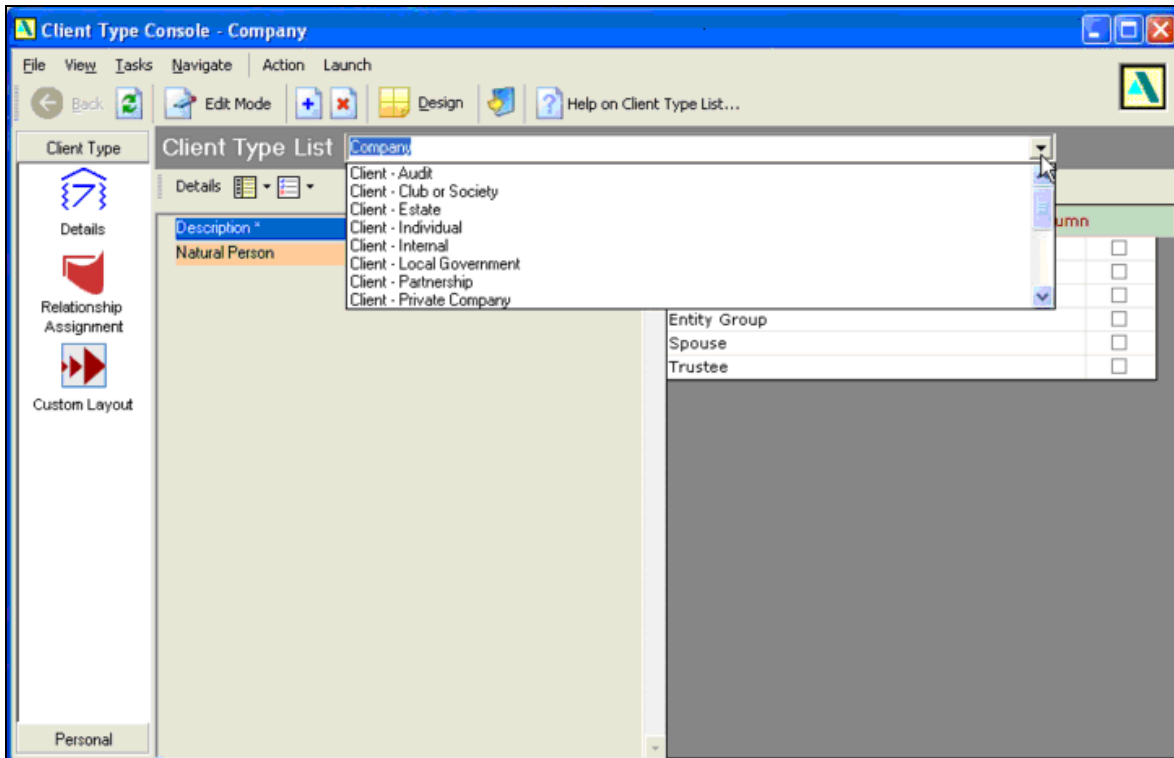 Client Type Console - Company
File View Tasks Navigate Action Launch
Back Edit Mode Design Help on Client Type List...
Client Type
Client Type List Company
Client - Audit
Client - Club or Society
Client - Estate
Client - Individual
Client - Internal
Client - Local Government
Client - Partnership
Client - Private Company
Details
Details
Description *
umn
Natural Person
Relationship
Assignment
Entity Group
Spouse
Trustee
Custom Layout
Personal